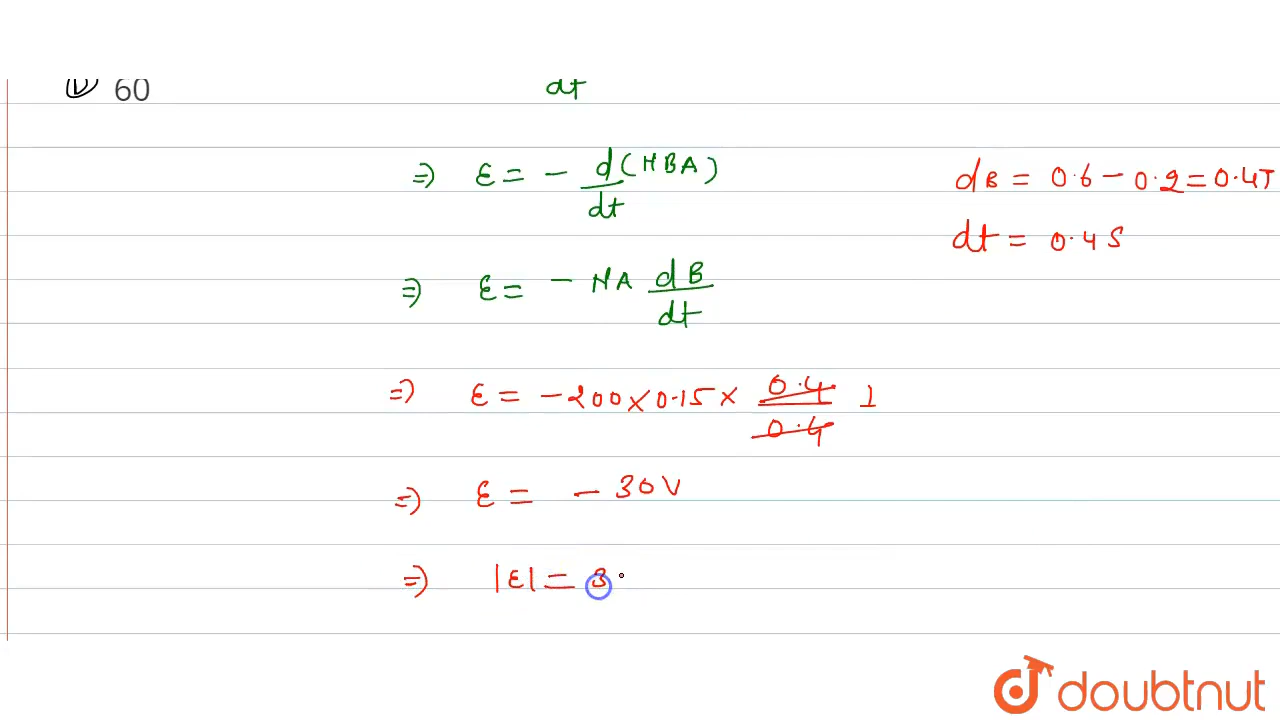 D 60
dt
⇒ ε = - d(NBA)/dt
dB = 0.6 - 0.2 = 0.4T
dt = 0.4 S
⇒ ε = - NA dB/dt
⇒ ε = -200 × 0.15 × 0.4/0.4 1
⇒ ε = - 30V
⇒ |ε| = 3
doubtnut